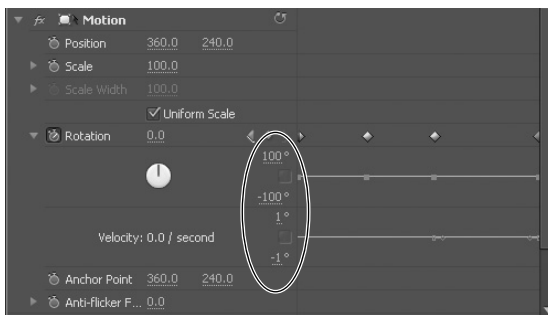 fx Motion
Position 360.0 240.0
Scale 100.0
Scale Width 100.0
Uniform Scale
Rotation 0.0
100°
-100°
1°
Velocity: 0.0 / second
-1°
Anchor Point 360.0 240.0
Anti-flicker F... 0.0